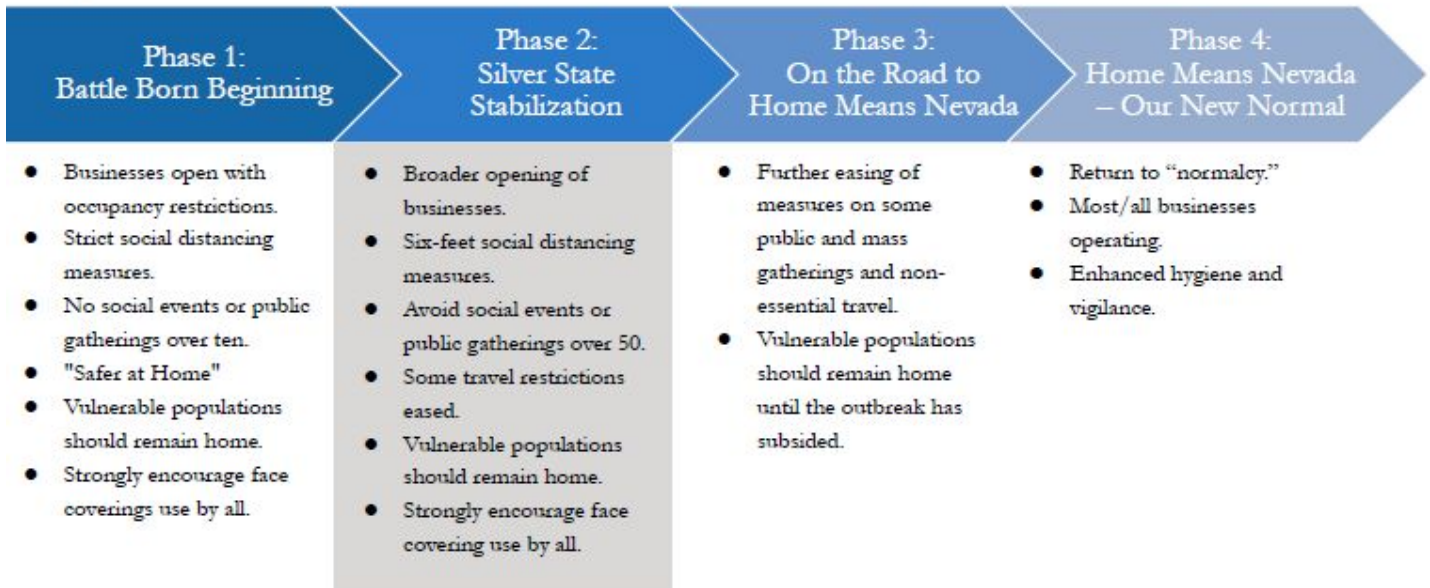 Phase 1:
Battle Born Beginning
Phase 2:
Silver State
Stabilization
Phase 3:
On the Road to
Home Means Nevada
Phase 4:
Home Means Nevada
– Our New Normal
● Businesses open with
occupancy restrictions.
● Strict social distancing
measures.
● No social events or public
gatherings over ten.
● "Safer at Home"
● Vulnerable populations
should remain home.
● Strongly encourage face
coverings use by all.
● Broader opening of
businesses.
● Six-feet social distancing
measures.
● Avoid social events or
public gatherings over 50.
● Some travel restrictions
eased.
● Vulnerable populations
should remain home.
● Strongly encourage face
covering use by all.
● Further easing of
measures on some
public and mass
gatherings and non-
essential travel.
● Vulnerable populations
should remain home
until the outbreak has
subsided.
● Return to “normalcy.”
● Most/all businesses
operating.
● Enhanced hygiene and
vigilance.